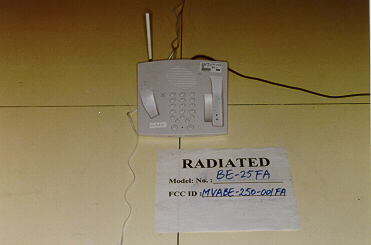 RADIATED
Model: No.: BE-25FA
FCC ID: MVABE-250-001FA